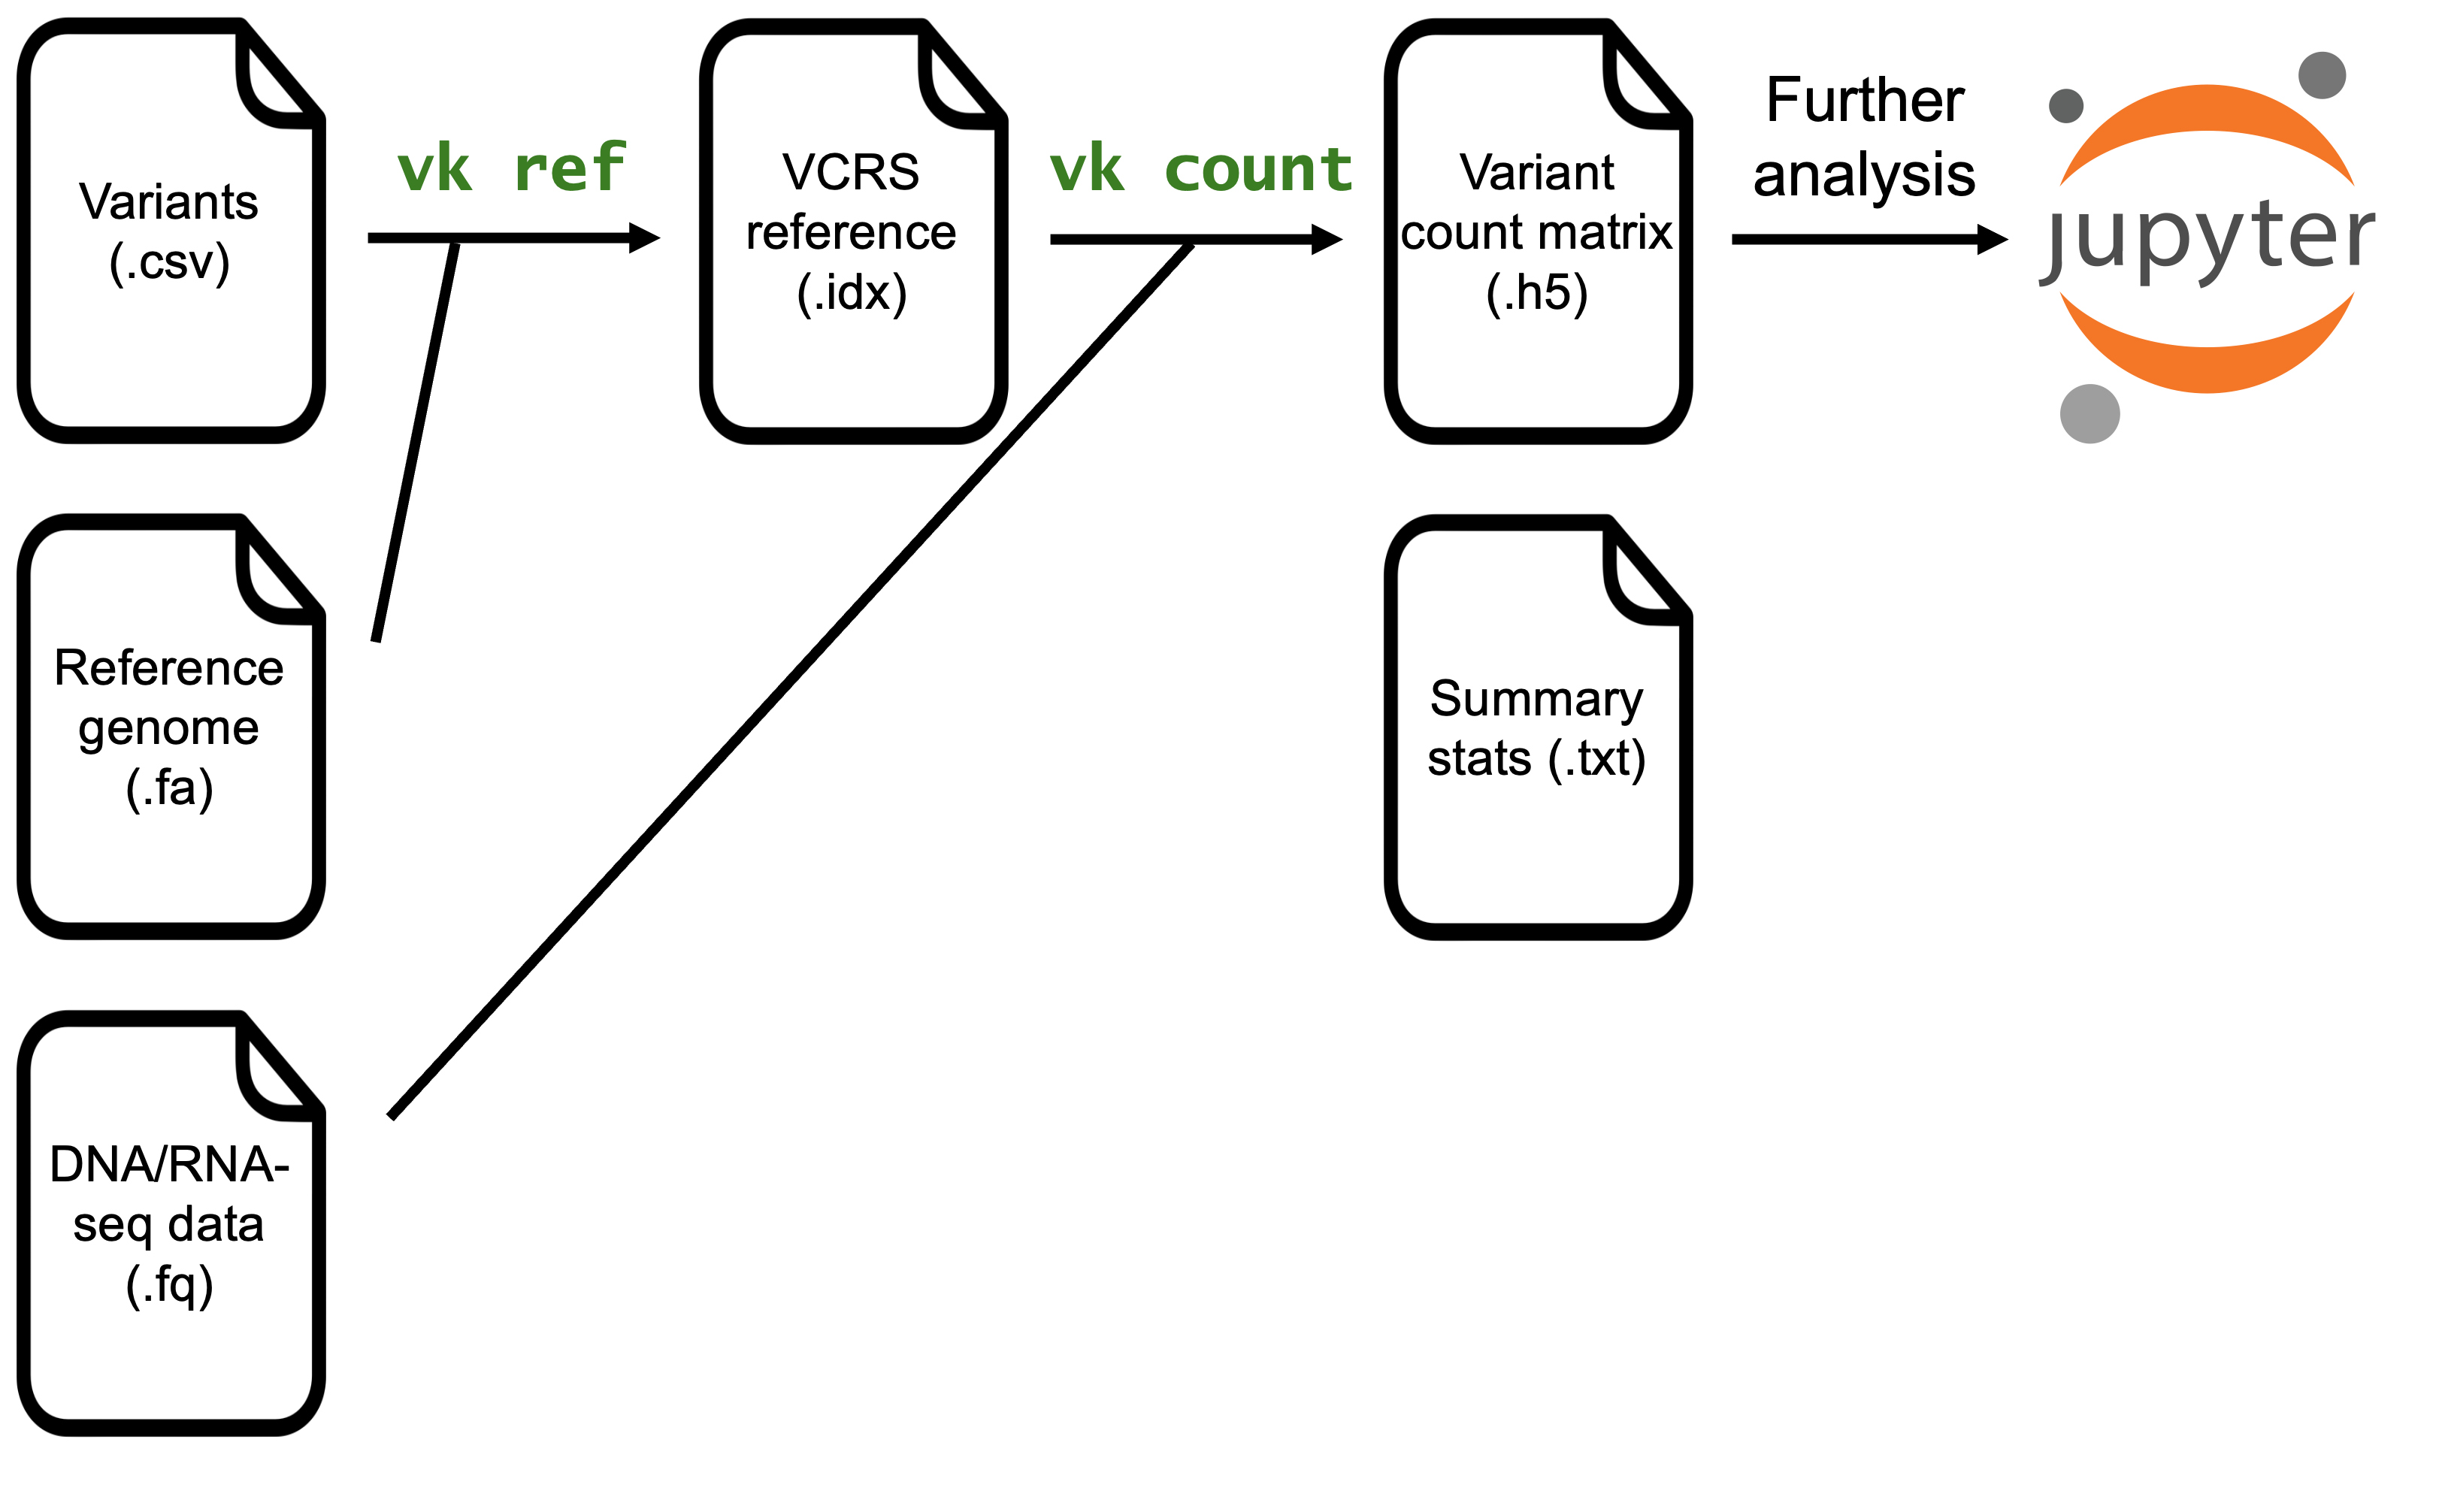 Variants
(.csv)
vk ref
VCRS
reference
(.idx)
vk count
Variant
count matrix
(.h5)
Further
analysis
jupyter
Reference
genome
(.fa)
Summary
stats (.txt)
DNA/RNA-
seq data
(.fq)